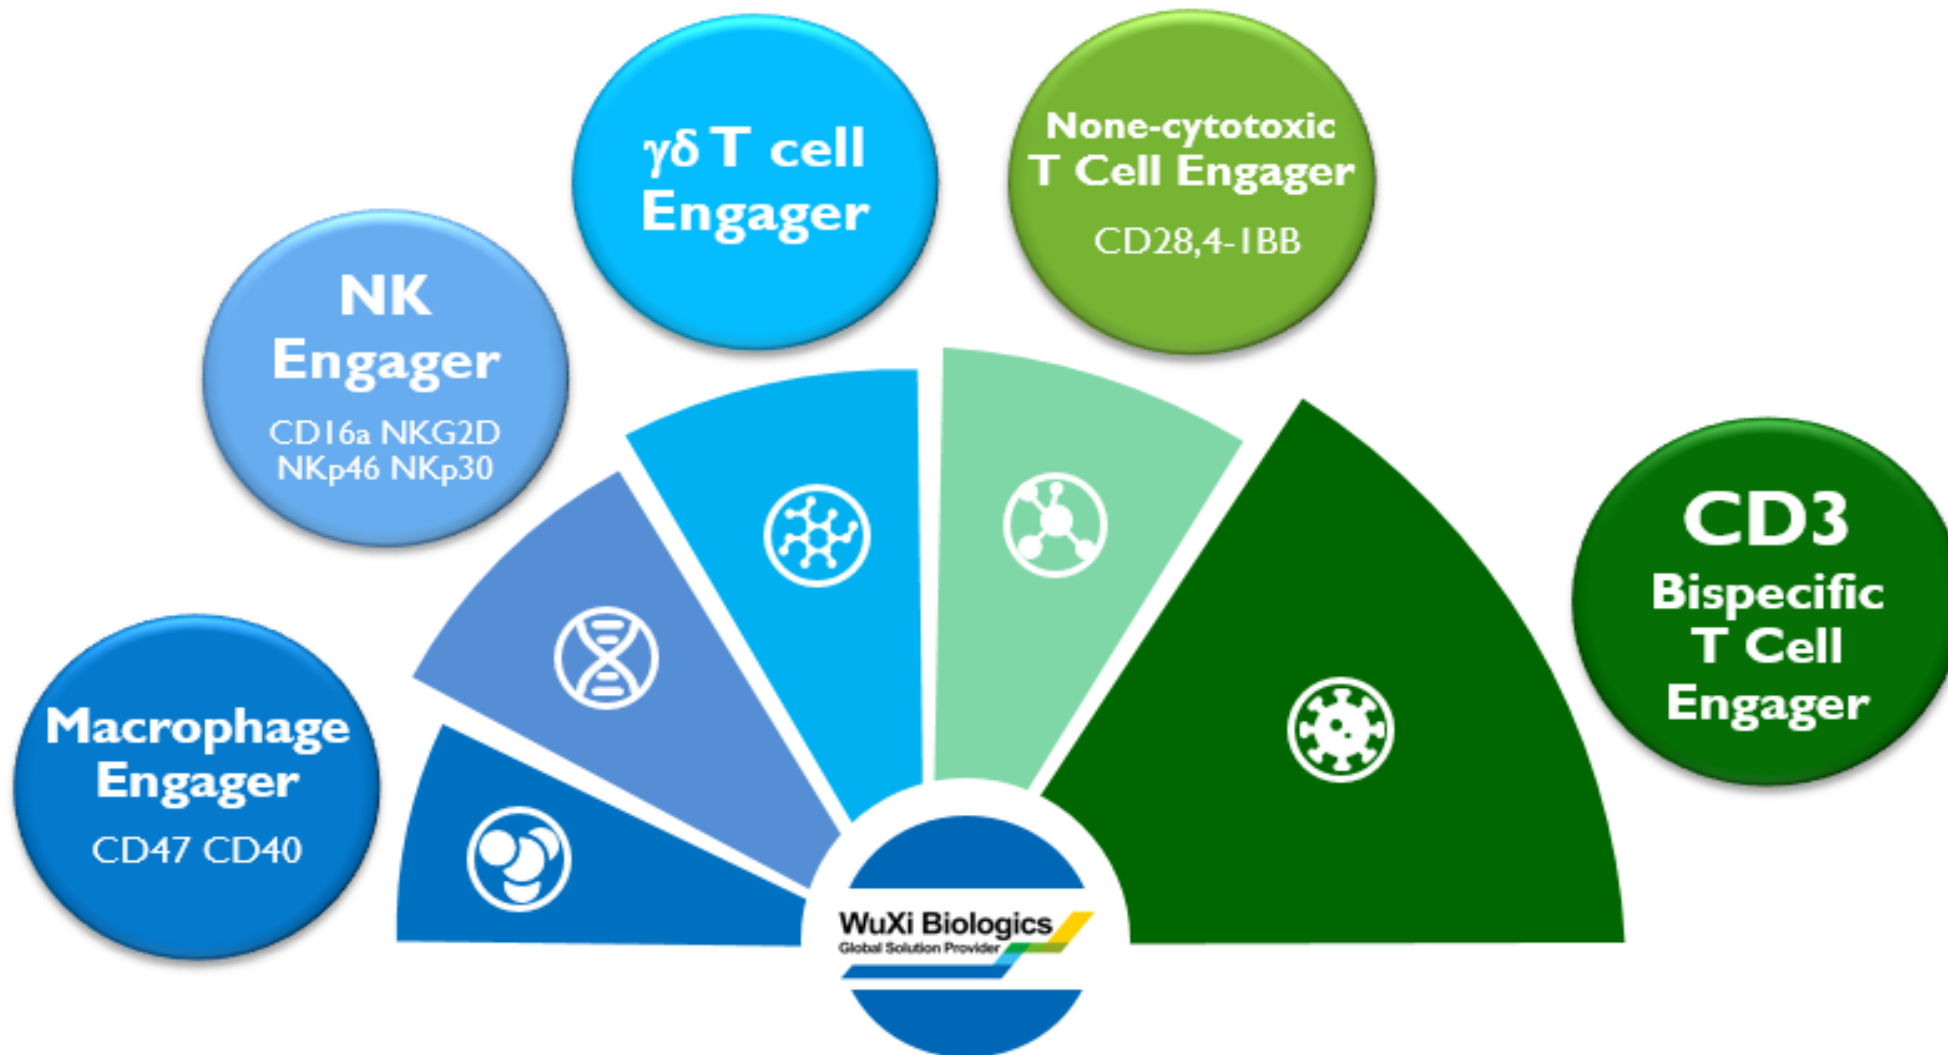 γδ T cell
Engager
None-cytotoxic
T Cell Engager
CD28,4-1BB
NK
Engager
CD16a NKG2D
NKp46 NKp30
CD3
Bispecific
T Cell
Engager
Macrophage
Engager
CD47 CD40
WuXi Biologics
Global Solution Provider